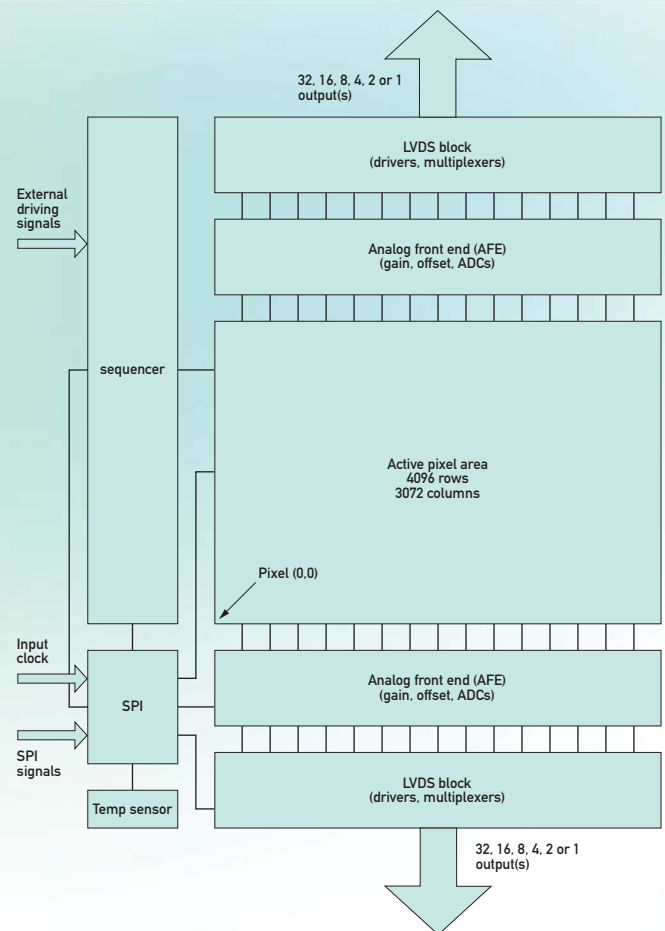 32, 16, 8, 4, 2 or 1
output(s)
LVDS block
(drivers, multiplexers)
External
driving
signals
Analog front end (AFE)
(gain, offset, ADCs)
sequencer
Active pixel area
4096 rows
3072 columns
Pixel (0,0)
Input
clock
SPI
Analog front end (AFE)
(gain, offset, ADCs)
SPI
signals
Temp sensor
LVDS block
(drivers, multiplexers)
32, 16, 8, 4, 2 or 1
output(s)